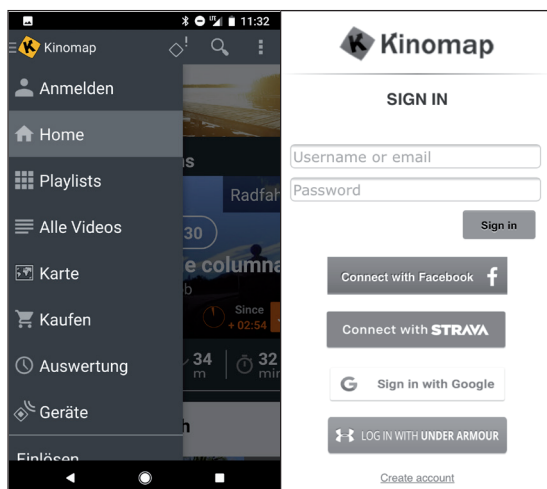 LTE 11:32
Kinomap
Anmelden
Home
Playlists
Alle Videos
Karte
Kaufen
Auswertung
Geräte
Einlösen
s
Radfah
30
e columna
b
Since
+ 02:54
34
m
32
min
h
Kinomap
SIGN IN
Username or email
Password
Sign in
Connect with Facebook f
Connect with STRAVA
G Sign in with Google
LOG IN WITH UNDER ARMOUR
Create account